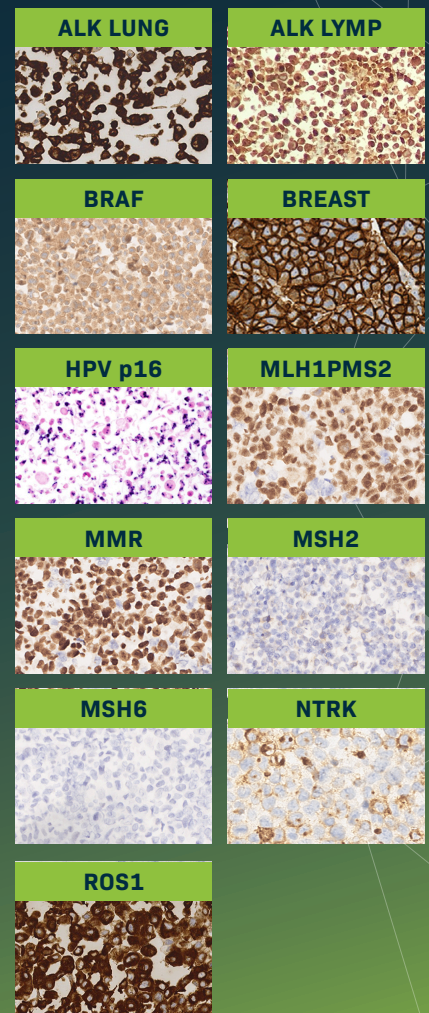 ALK LUNG
ALK LYMP
BRAF
BREAST
HPV p16
MLH1PMS2
MMR
MSH2
MSH6
NTRK
ROS1